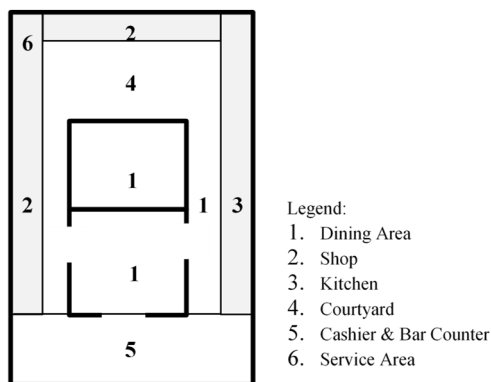 2
6
4
1
2
1
3
1
5
Legend:
1. Dining Area
2. Shop
3. Kitchen
4. Courtyard
5. Cashier & Bar Counter
6. Service Area